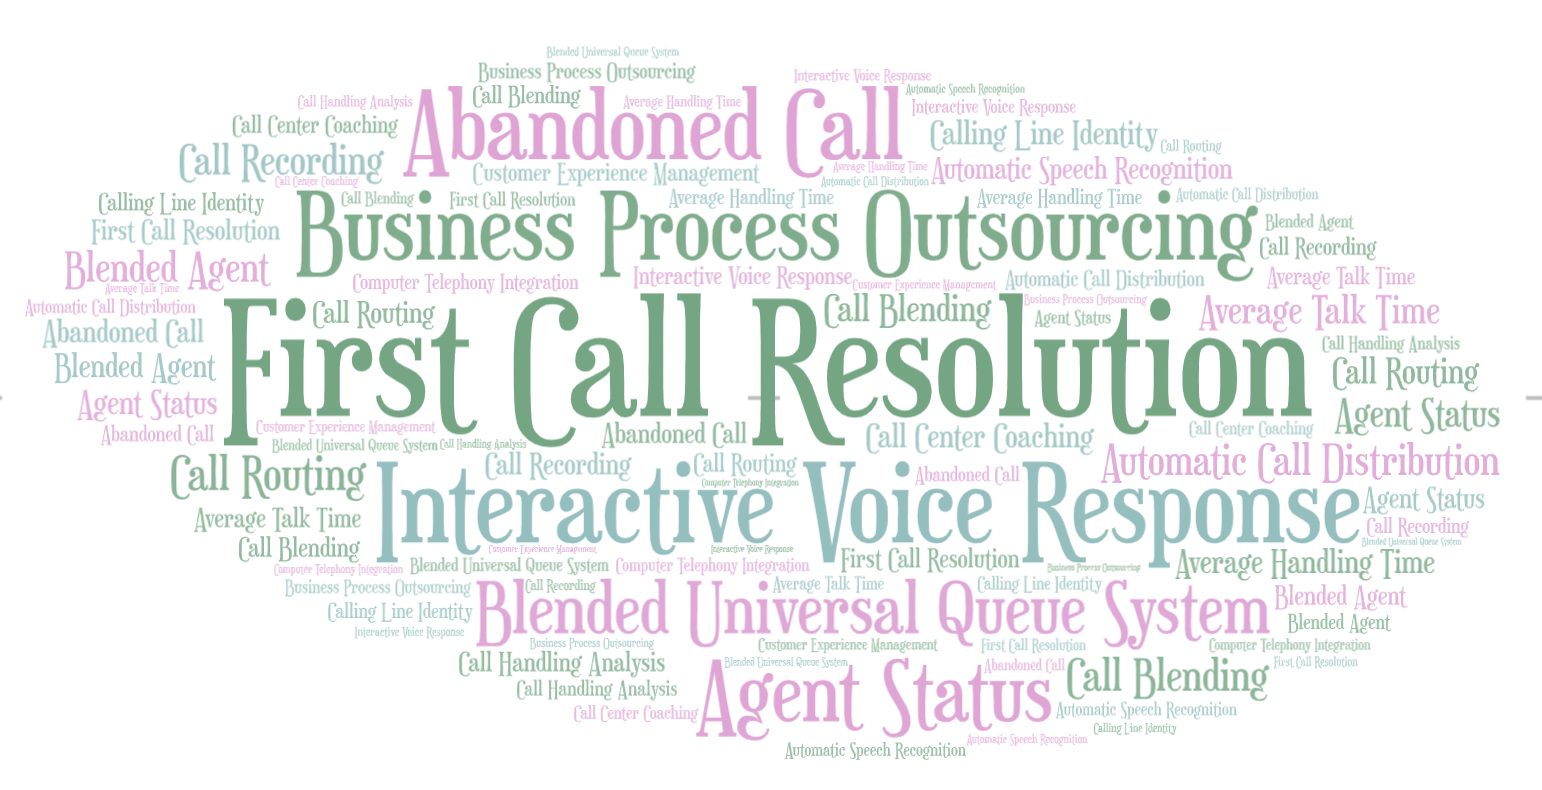 Blended Universal Queue System
Business Process Outsourcing
Interactive Voice Response
Automatic Speech Recognition
Call Blending
Call Handling Analysis
Average Handling Time
Abandoned Call
Interactive Voice Response
Call Center Coaching
Calling Line Identity
Call Routing
Call Recording
Customer Experience Management
Average Handling Time
Automatic Speech Recognition
Call Center Coaching
Automatic Call Distribution
Calling Line Identity
Call Blending
First Call Resolution
Average Handling Time
Average Handling Time
Automatic Call Distribution
First Call Resolution
Business Process Outsourcing
Blended Agent
Call Recording
Blended Agent
Average Talk Time
Computer Telephony Integration
Interactive Voice Response
Customer Experience Management
Automatic Call Distribution
Average Talk Time
Automatic Call Distribution
Call Routing
Call Blending
Business Process Outsourcing
Agent Status
Average Talk Time
Abandoned Call
First Call Resolution
Call Handling Analysis
Blended Agent
Call Routing
Agent Status
Agent Status
Abandoned Call
Customer Experience Management
Abandoned Call
Call Center Coaching
Call Center Coaching
Blended Universal Queue System
Call Handling Analysis
Call Routing
Call Recording
Call Routing
Computer Telephony Integration
Abandoned Call
Automatic Call Distribution
Interactive Voice Response
Agent Status
Average Talk Time
Call Recording
Call Blending
Customer Experience Management
Interactive Voice Response
Blended Universal Queue System
Computer Telephony Integration
Blended Universal Queue System
Computer Telephony Integration
First Call Resolution
Business Process Outsourcing
Average Handling Time
Business Process Outsourcing
Call Recording
Average Talk Time
Calling Line Identity
Calling Line Identity
Blended Universal Queue System
Blended Agent
Interactive Voice Response
Blended Agent
Business Process Outsourcing
Customer Experience Management
First Call Resolution
Computer Telephony Integration
Call Handling Analysis
Blended Universal Queue System
Abandoned Call
First Call Resolution
Call Handling Analysis
Agent Status
Call Blending
Call Center Coaching
Automatic Speech Recognition
Calling Line Identity
Automatic Speech Recognition
Automatic Speech Recognition